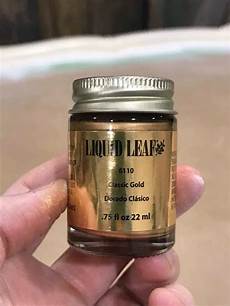 LIQUID LEAF
6110
Classic Gold
Dorado Clásico
.75 fl oz 22 ml